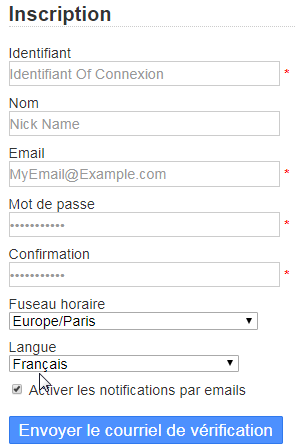 Inscription
Identifiant
Identifiant Of Connexion *
Nom
Nick Name
Email
MyEmail@Example.com *
Mot de passe
••••••••••• *
Confirmation
••••••••••• *
Fuseau horaire
Europe/Paris
Langue
Français
Activer les notifications par emails
Envoyer le courriel de vérification